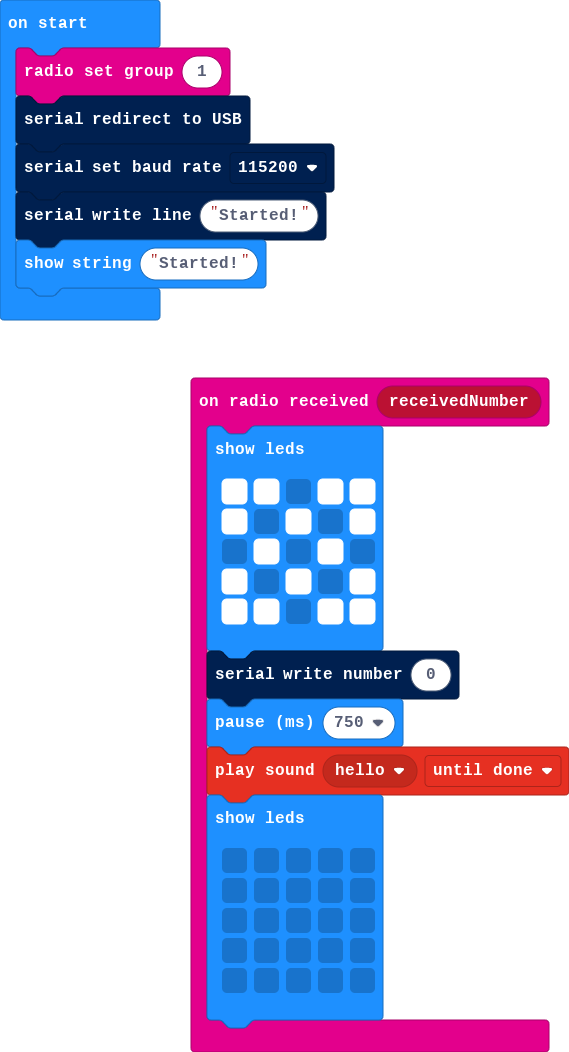 on start
radio set group 1
serial redirect to USB
serial set baud rate 115200
serial write line "Started!"
show string "Started!"
on radio received receivedNumber
show leds
serial write number 0
pause (ms) 750
play sound hello until done
show leds